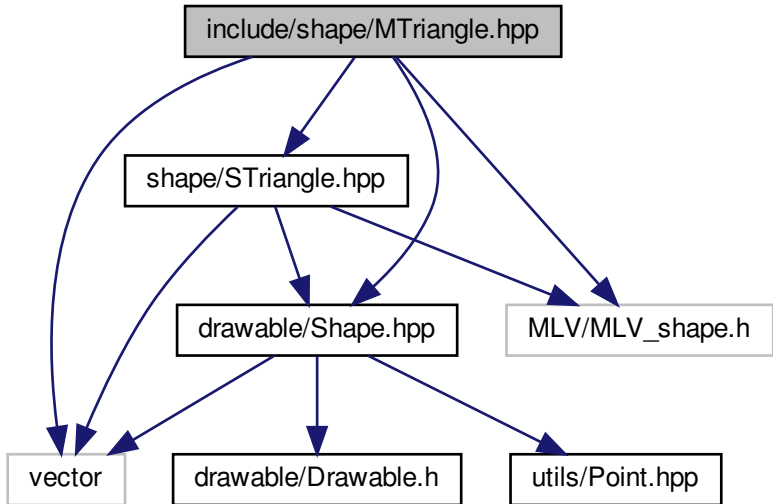 include/shape/MTriangle.hpp
shape/STriangle.hpp
drawable/Shape.hpp
MLV/MLV_shape.h
vector
drawable/Drawable.h
utils/Point.hpp